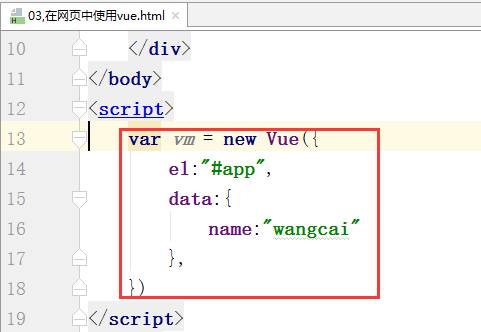 03,在网页中使用vue.html ×
10 </div>
11 </body>
12 <script>
13 var vm = new Vue({
14 el:"#app",
15 data:{
16 name:"wangcai"
17 },
18 })
19 </script>